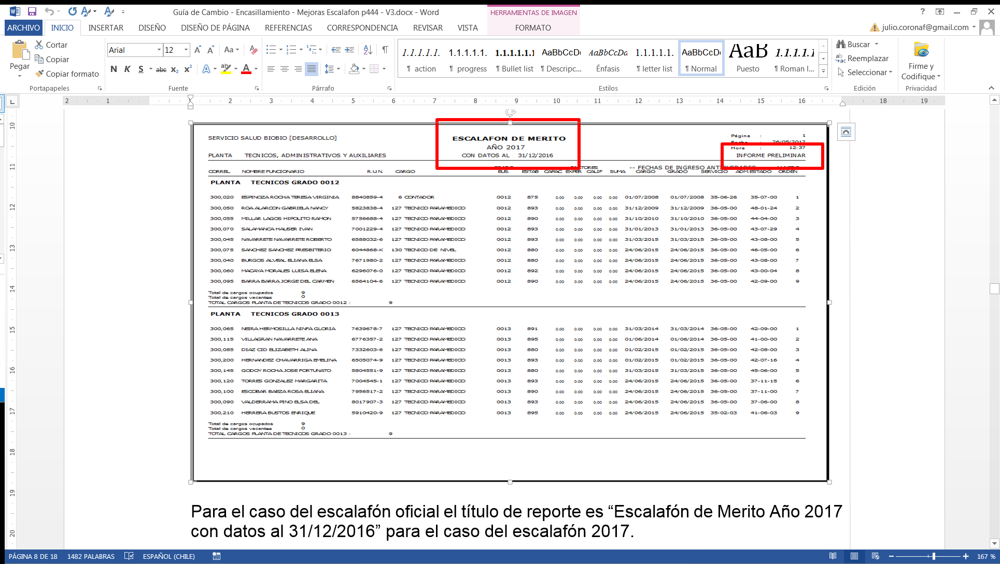 Guía de Cambio - Encasillamiento - Mejoras Escalafon p444 - V3.docx - Word
HERRAMIENTAS DE IMAGEN
ARCHIVO INICIO INSERTAR DISEÑO DISEÑO DE PÁGINA REFERENCIAS CORRESPONDENCIA REVISAR VISTA FORMATO julio.coronaf@gmail.com
Cortar
Copiar
Copiar formato
Pegar
Portapapeles
Arial 12
Fuente
Párrafo
1.1.1.1.1. 1.1.1.1.1. 1.1.1.1.1 AaBbCcDı AaBbCcDa 1.1.1.1.1. AaBbCcDı AaB 1.1.1.1.1
¶ action ¶ progress ¶ Bullet list ¶ Descripc... Énfasis ¶ letter list ¶ Normal Puesto ¶ Roman l...
Estilos
Buscar
Reemplazar
Seleccionar
Edición
Firme y
Codifique
Privacidad
2 1 1 2 3 4 5 6 7 8 9 10 11 12 13 14 15 16 18 19
SERVICIO SALUD BIOBIO [DESARROLLO]
ESCALAFON DE MERITO
AÑO 2017
CON DATOS AL 31/12/2016
Página : 1
Fecha : 26/05/2017
Hora : 12:37
INFORME PRELIMINAR
PLANTA TECNICOS, ADMINISTRATIVOS Y AUXILIARES
-- FECHAS DE INGRESO ANTIGUEDADES
CORREL NOMBRE FUNCIONARIO R.U.N. CARGO EUS. ESTAB CAPAC EXPER CALIF SUMA CARGO GRADO SERVICIO ADM ESTADO ORDEN
PLANTA TECNICOS GRADO 0012
300,020 ESPINOZA ROCHA TERESA VIRGINIA 8840859-4 6 CONTADOR 0012 875 0.00 0.00 0.00 0.00 01/07/2008 01/07/2008 35-06-26 35-07-00 1
300,050 ROA ALARCON GABRIELA NANCY 5823838-4 127 TECNICO PARAMEDICO 0012 893 0.00 0.00 0.00 0.00 31/12/2009 31/12/2009 36-05-00 48-01-24 2
300,055 MILLAR LAGOS HIPOLITO RAMON 5756688-4 127 TECNICO PARAMEDICO 0012 890 0.00 0.00 0.00 0.00 31/10/2010 31/10/2010 36-05-00 44-04-00 3
300,070 SALAMANCA HAUSER IVAN 7001229-4 127 TECNICO PARAMEDICO 0012 893 0.00 0.00 0.00 0.00 31/01/2013 31/01/2013 36-05-00 43-07-29 4
300,045 NAVARRETE NAVARRETE ROBERTO 6588032-6 127 TECNICO PARAMEDICO 0012 893 0.00 0.00 0.00 0.00 31/03/2015 31/03/2015 36-05-00 43-08-00 5
300,075 SANCHEZ SANCHEZ PRESBITERIO 6044868-K 130 TECNICO DE NIVEL 0012 880 0.00 0.00 0.00 0.00 24/06/2015 24/06/2015 36-05-00 46-05-00 6
300,040 BURGOS ALVEAL ELIANA ELSA 7671980-2 127 TECNICO PARAMEDICO 0012 880 0.00 0.00 0.00 0.00 24/06/2015 24/06/2015 36-05-00 43-08-00 7
300,060 MACAYA MORALES LUISA ELENA 6296076-0 127 TECNICO PARAMEDICO 0012 892 0.00 0.00 0.00 0.00 24/06/2015 24/06/2015 36-05-00 43-00-04 8
300,095 BARRA BARRA JORGE DEL CARMEN 6564104-6 127 TECNICO PARAMEDICO 0012 890 0.00 0.00 0.00 0.00 24/06/2015 24/06/2015 36-05-00 42-09-00 9
Total de cargos ocupados 9
Total de cargos vacantes 0
TOTAL CARGOS PLANTA DE TECNICOS GRADO 0012 : 9
PLANTA TECNICOS GRADO 0013
300,065 NEIRA HERMOSILLA NINFA GLORIA 7639678-7 127 TECNICO PARAMEDICO 0013 891 0.00 0.00 0.00 0.00 31/03/2014 31/03/2014 36-05-00 42-09-00 1
300,115 VILLAGRAN NAVARRETE ANA 6776357-2 127 TECNICO PARAMEDICO 0013 895 0.00 0.00 0.00 0.00 01/06/2014 01/06/2014 36-05-00 41-00-00 2
300,085 DIAZ CID ELIZABETH ALINA 7332603-6 127 TECNICO PARAMEDICO 0013 880 0.00 0.00 0.00 0.00 01/02/2015 01/02/2015 36-05-00 42-08-00 3
300,200 HERNANDEZ CHAVARRIGA EMELINA 6505074-9 127 TECNICO PARAMEDICO 0013 893 0.00 0.00 0.00 0.00 01/02/2015 01/02/2015 36-05-00 42-07-16 4
300,145 GODOY ROCHA JOSE FORTUNATO 5804551-9 127 TECNICO PARAMEDICO 0013 880 0.00 0.00 0.00 0.00 31/03/2015 31/03/2015 36-05-00 45-06-00 5
300,120 TORRES GONZALEZ MARGARITA 7004545-1 127 TECNICO PARAMEDICO 0013 893 0.00 0.00 0.00 0.00 24/06/2015 24/06/2015 36-05-00 37-11-15 6
300,100 ESCOBAR BAEZA ROSA ELIANA 7956517-2 127 TECNICO PARAMEDICO 0013 890 0.00 0.00 0.00 0.00 24/06/2015 24/06/2015 36-05-00 37-11-00 7
300,090 VALDERRAMA PINO ELSA DEL 8017907-3 127 TECNICO PARAMEDICO 0013 893 0.00 0.00 0.00 0.00 24/06/2015 24/06/2015 36-05-00 37-06-00 8
300,210 HERRERA BUSTOS ENRIQUE 5910420-9 127 TECNICO PARAMEDICO 0013 895 0.00 0.00 0.00 0.00 24/06/2015 24/06/2015 35-02-03 41-06-03 9
Total de cargos ocupados 9
Total de cargos vacantes 0
TOTAL CARGOS PLANTA DE TECNICOS GRADO 0013 : 9
Para el caso del escalafón oficial el título de reporte es “Escalafón de Merito Año 2017
con datos al 31/12/2016” para el caso del escalafón 2017.
PÁGINA 8 DE 18 1482 PALABRAS ESPAÑOL (CHILE) 167 %